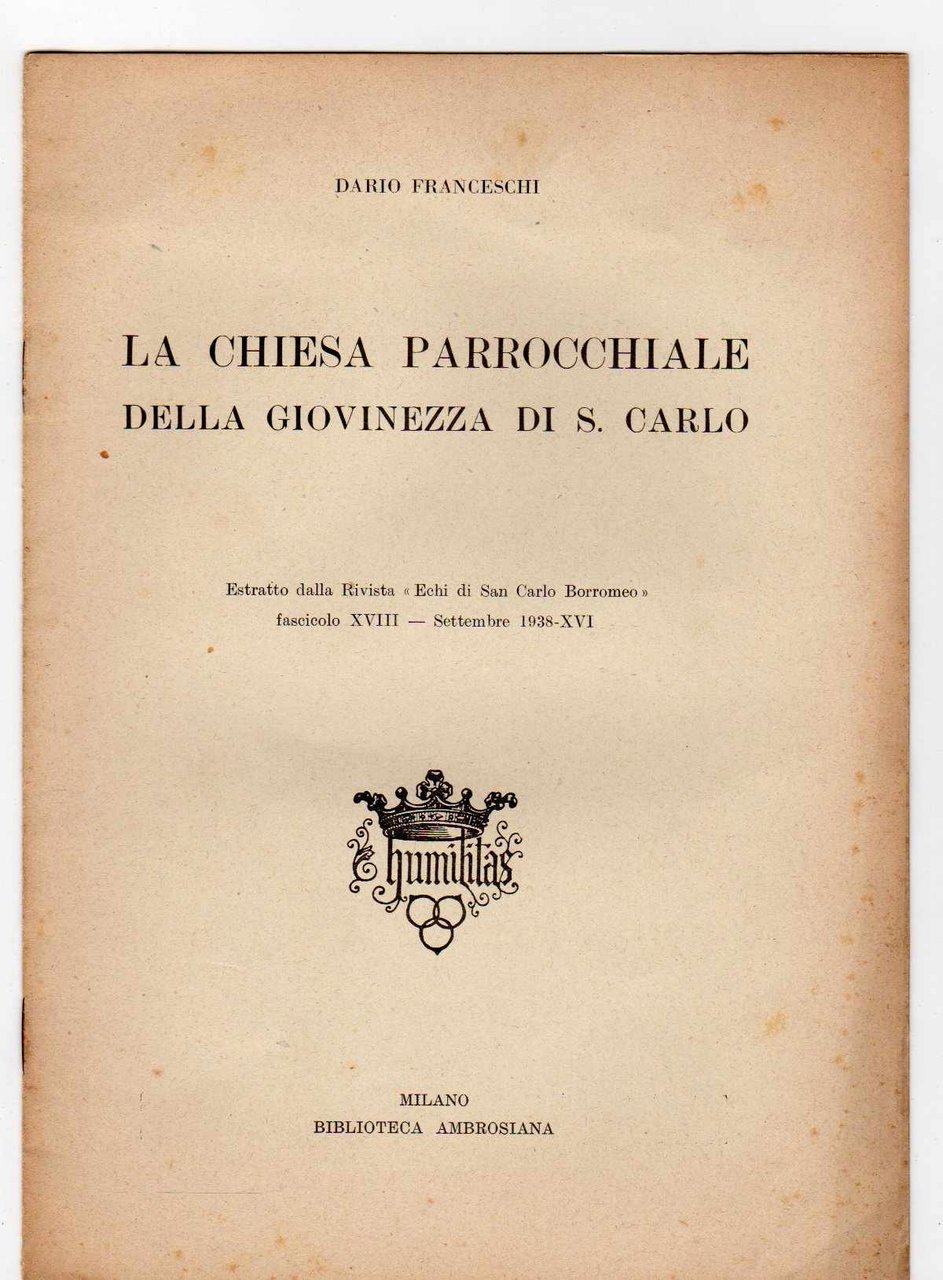 DARIO FRANCESCHI
LA CHIESA PARROCCHIALE
DELLA GIOVINEZZA DI S. CARLO
Estratto dalla Rivista « Echi di San Carlo Borromeo »
fascicolo XVIII — Settembre 1938-XVI
humilitas
MILANO
BIBLIOTECA AMBROSIANA